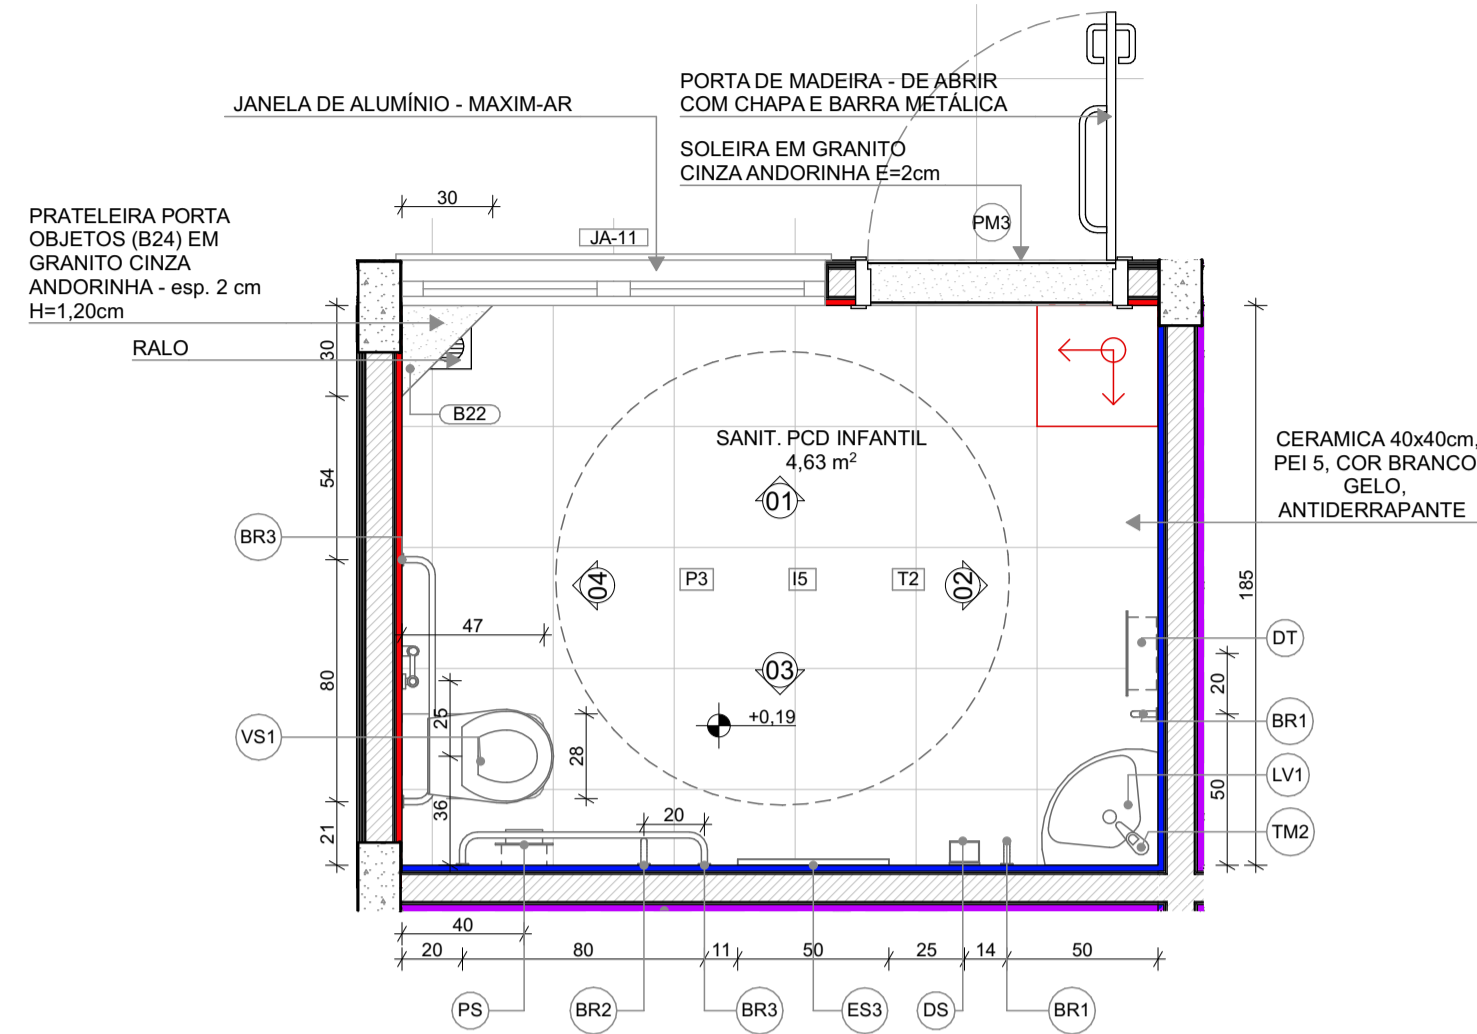 PORTA DE MADEIRA - DE ABRIR
COM CHAPA E BARRA METÁLICA
JANELA DE ALUMÍNIO - MAXIM-AR
SOLEIRA EM GRANITO
CINZA ANDORINHA E=2cm
30
PM3
PRATELEIRA PORTA
OBJETOS (B24) EM
GRANITO CINZA
ANDORINHA - esp. 2 cm
H=1,20cm
JA-11
RALO
30
B22
SANIT. PCD INFANTIL
4,63 m²
CERAMICA 40x40cm,
PEI 5, COR BRANCO
GELO,
ANTIDERRAPANTE
54
01
BR3
04
P3
I5
T2
02
185
47
DT
03
80
20
25
+0,19
BR1
VS1
28
LV1
50
36
20
21
TM2
40
20
80
11
50
25
14
50
PS
BR2
BR3
ES3
DS
BR1